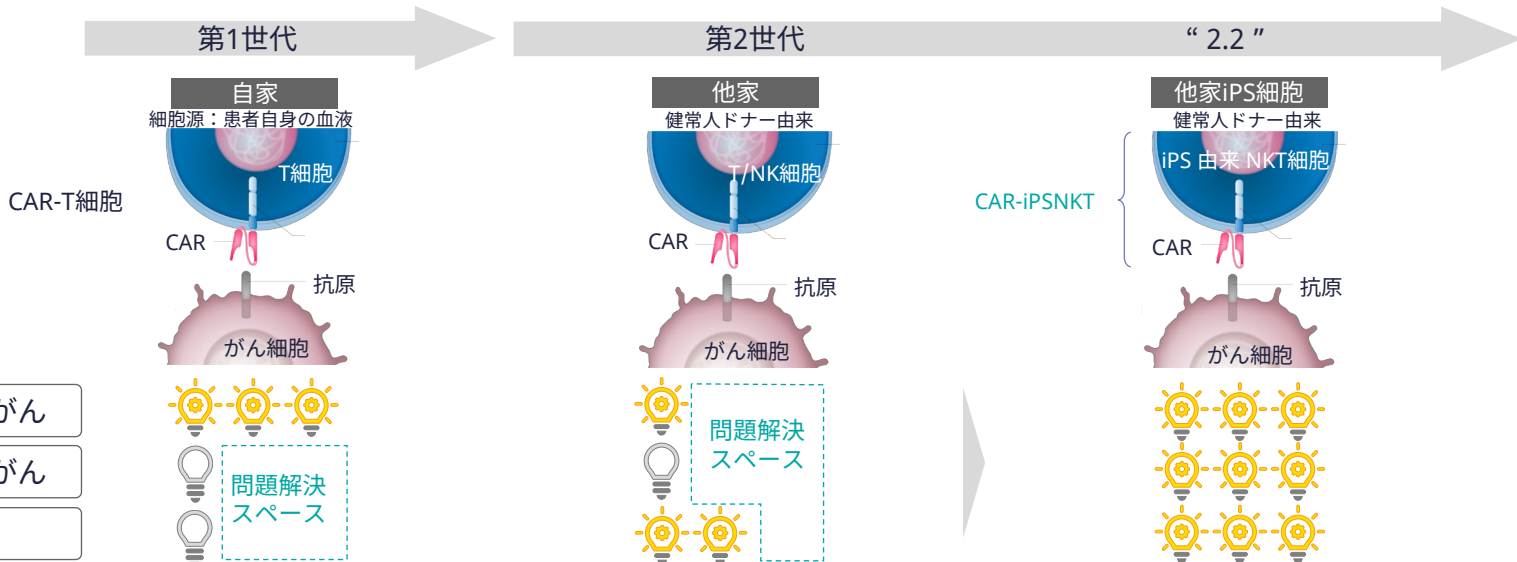 第1世代
第2世代
“ 2.2 ”
自家
細胞源：患者自身の血液
T細胞
CAR-T細胞
CAR
抗原
がん細胞
他家
健常人ドナー由来
T/NK細胞
CAR
抗原
がん細胞
他家iPS細胞
健常人ドナー由来
iPS 由来 NKT細胞
CAR-iPSNKT
CAR
抗原
がん細胞
がん
がん
問題解決
スペース
問題解決
スペース